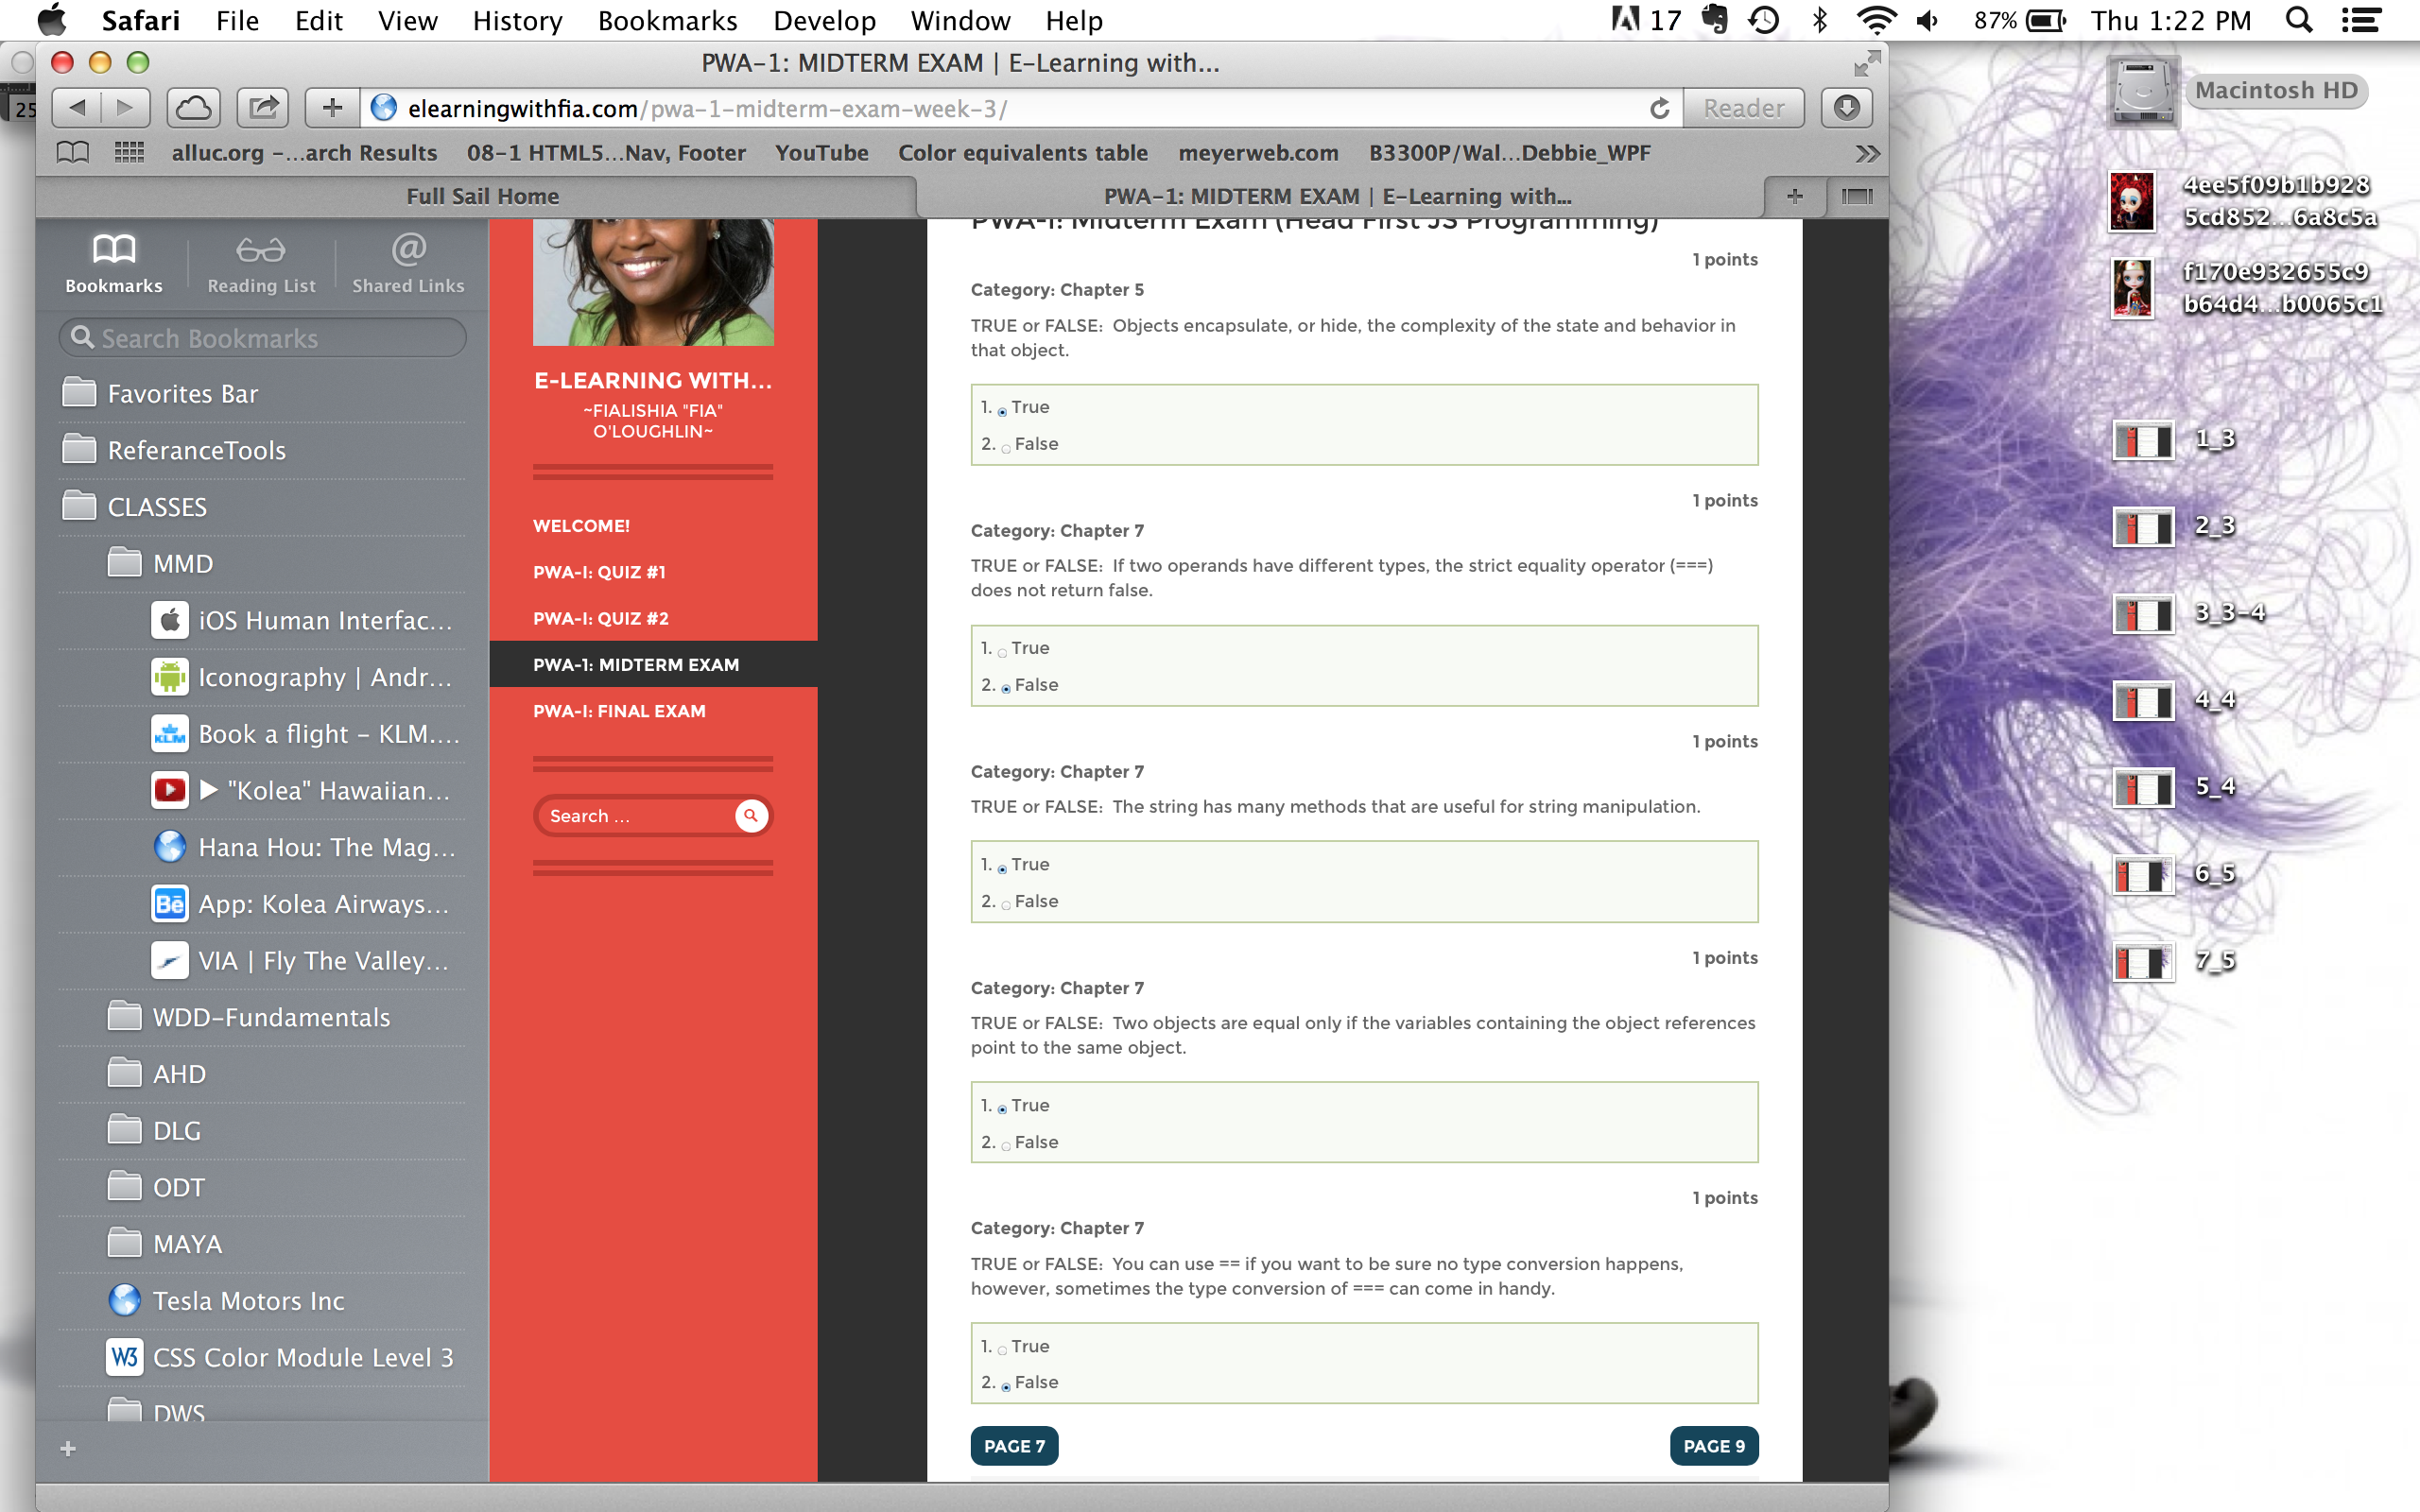 Safari File Edit View History Bookmarks Develop Window Help 17 87% Thu 1:22 PM
PWA-1: MIDTERM EXAM | E-Learning with...
elearningwithfia.com/pwa-1-midterm-exam-week-3/ Reader
alluc.org -...arch Results 08-1 HTML5...Nav, Footer YouTube Color equivalents table meyerweb.com B3300P/Wal...Debbie_WPF
Full Sail Home PWA-1: MIDTERM EXAM | E-Learning with...
25
Bookmarks Reading List Shared Links
Search Bookmarks
Favorites Bar
ReferanceTools
CLASSES
MMD
iOS Human Interfac...
Iconography | Andr...
Book a flight - KLM....
▶ "Kolea" Hawaiian...
Hana Hou: The Mag...
App: Kolea Airways...
VIA | Fly The Valley...
WDD-Fundamentals
AHD
DLG
ODT
MAYA
Tesla Motors Inc
CSS Color Module Level 3
DWS
E-LEARNING WITH...
~FIALISHIA "FIA"
O'LOUGHLIN~
WELCOME!
PWA-I: QUIZ #1
PWA-I: QUIZ #2
PWA-1: MIDTERM EXAM
PWA-I: FINAL EXAM
Search ...
PWA-I: Midterm Exam (Head First JS Programming)
1 points
Category: Chapter 5
TRUE or FALSE: Objects encapsulate, or hide, the complexity of the state and behavior in
that object.
1. True
2. False
1 points
Category: Chapter 7
TRUE or FALSE: If two operands have different types, the strict equality operator (===)
does not return false.
1. True
2. False
1 points
Category: Chapter 7
TRUE or FALSE: The string has many methods that are useful for string manipulation.
1. True
2. False
1 points
Category: Chapter 7
TRUE or FALSE: Two objects are equal only if the variables containing the object references
point to the same object.
1. True
2. False
1 points
Category: Chapter 7
TRUE or FALSE: You can use == if you want to be sure no type conversion happens,
however, sometimes the type conversion of === can come in handy.
1. True
2. False
PAGE 7 PAGE 9
Macintosh HD
4ee5f09b1b928
5cd852...6a8c5a
f170e932655c9
b64d4...b0065c1
1_3
2_3
3_3-4
4_4
5_4
6_5
7_5